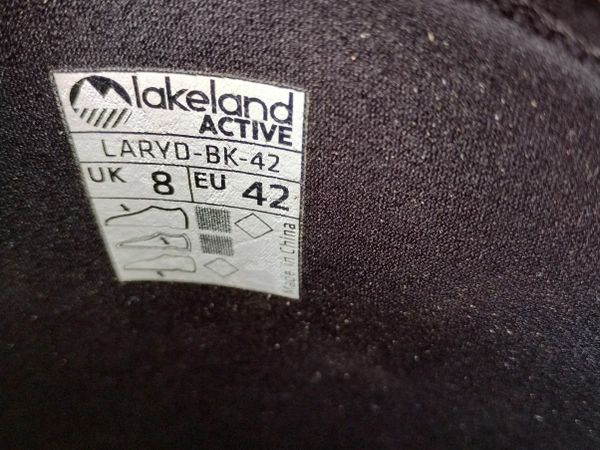 lakeland
ACTIVE
LARYD-BK-42
UK 8 EU 42
Made in China